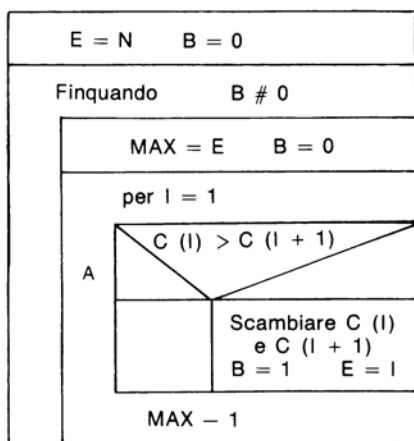 E = N B = 0
Finquando B # 0
MAX = E B = 0
per I = 1
C (I) > C (I + 1)
A
Scambiare C (I)
e C (I + 1)
B = 1 E = I
MAX − 1